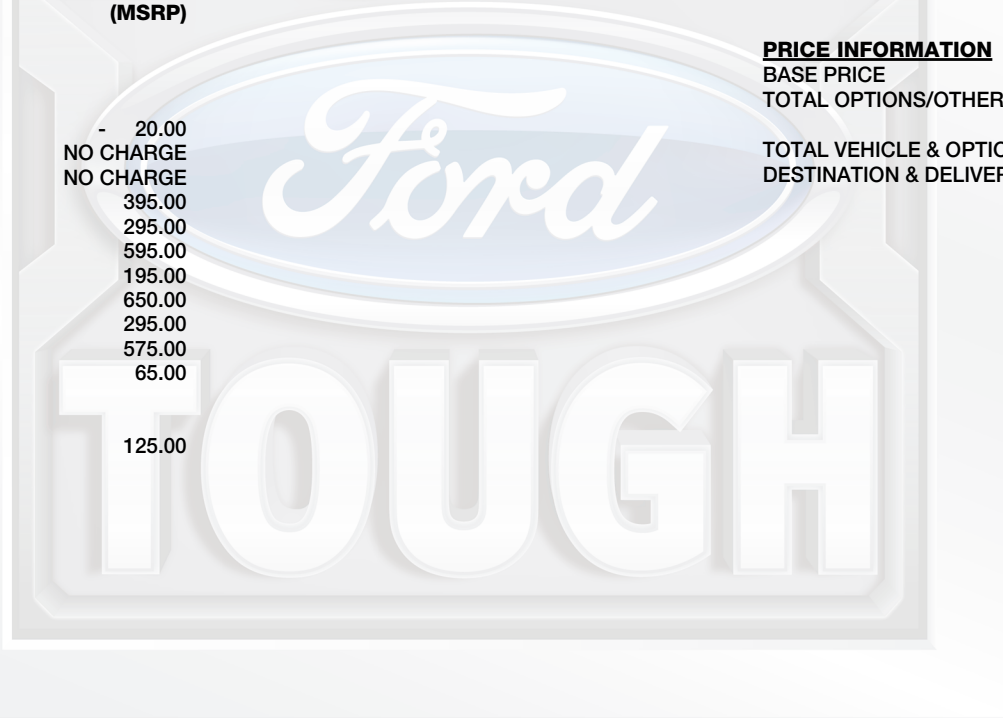 (MSRP)
- 20.00
NO CHARGE
NO CHARGE
395.00
295.00
595.00
195.00
650.00
295.00
575.00
65.00
125.00
PRICE INFORMATION
BASE PRICE
TOTAL OPTIONS/OTHER
TOTAL VEHICLE & OPTIO
DESTINATION & DELIVER
Ford
TOUGH